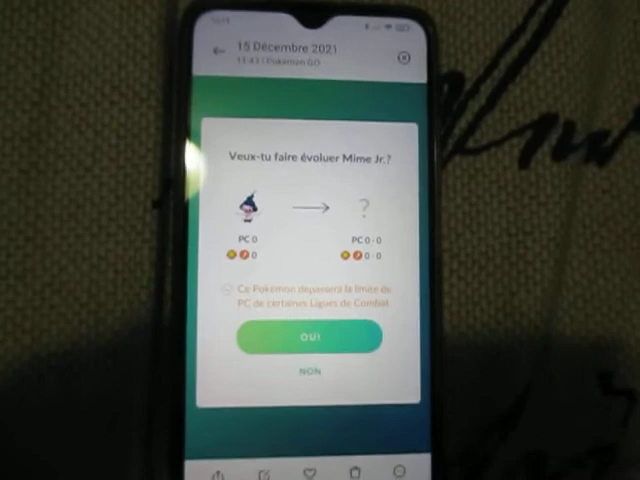 15 Décembre 2021
11:43 | Pokémon GO
Veux-tu faire évoluer Mime Jr.?
?
PC 0
PC 0 - 0
0
0 - 0
Ce Pokémon dépassera la limite de
PC de certaines Ligues de Combat.
OUI
NON